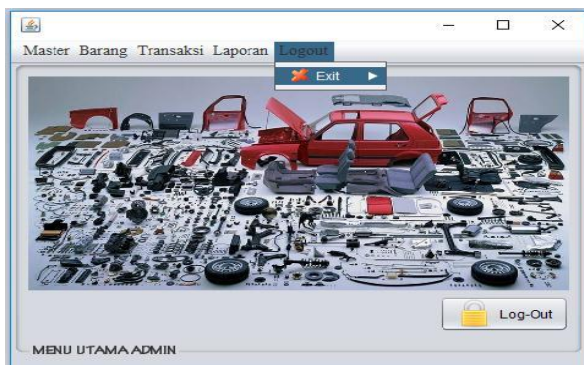 Master Barang Transaksi Laporan Logout
Exit
Log-Out
MENU UTAMA ADMIN